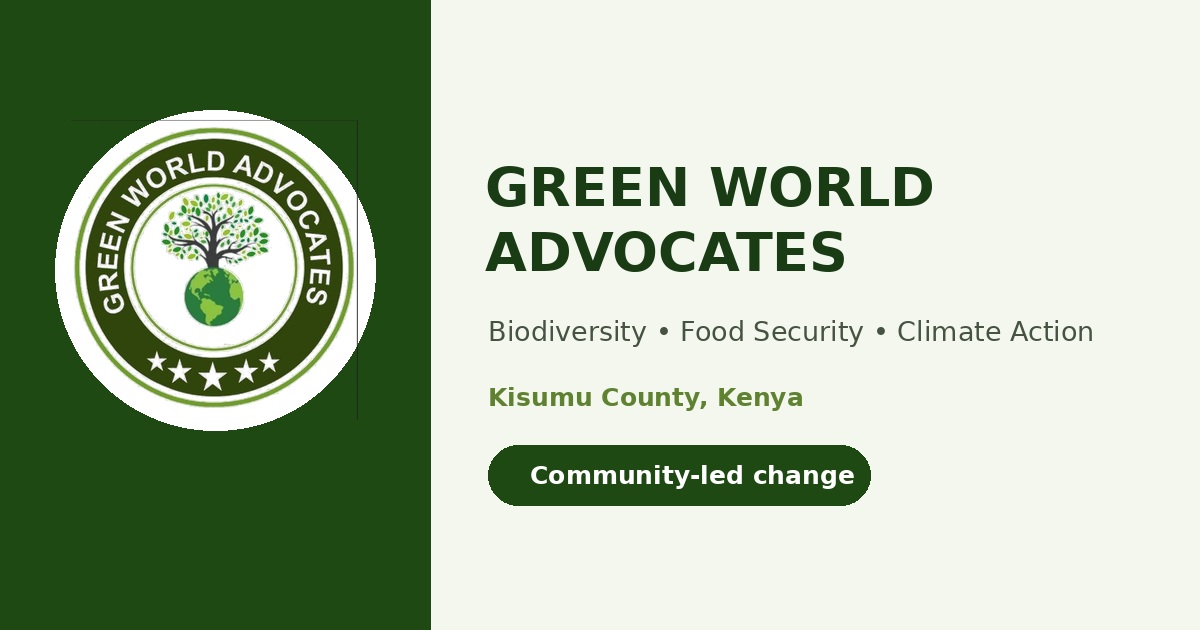 GREEN WORLD ADVOCATES
GREEN WORLD
ADVOCATES
Biodiversity • Food Security • Climate Action
Kisumu County, Kenya
Community-led change